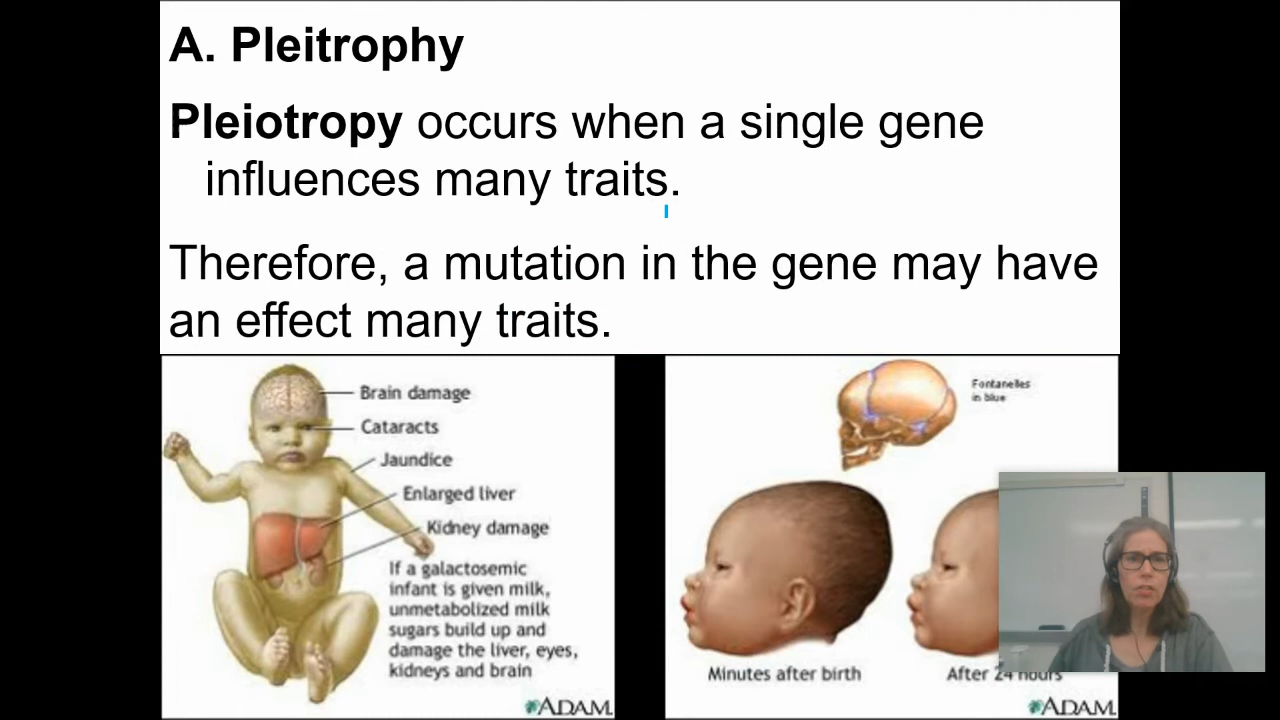 A. Pleitrophy
Pleiotropy occurs when a single gene
influences many traits.
Therefore, a mutation in the gene may have
an effect many traits.
Brain damage
Cataracts
Jaundice
Enlarged liver
Kidney damage
If a galactosemic
infant is given milk,
unmetabolized milk
sugars build up and
damage the liver, eyes,
kidneys and brain
ADAM.
Fontanelles
in blue
Minutes after birth
After 24 hours
ADAM.